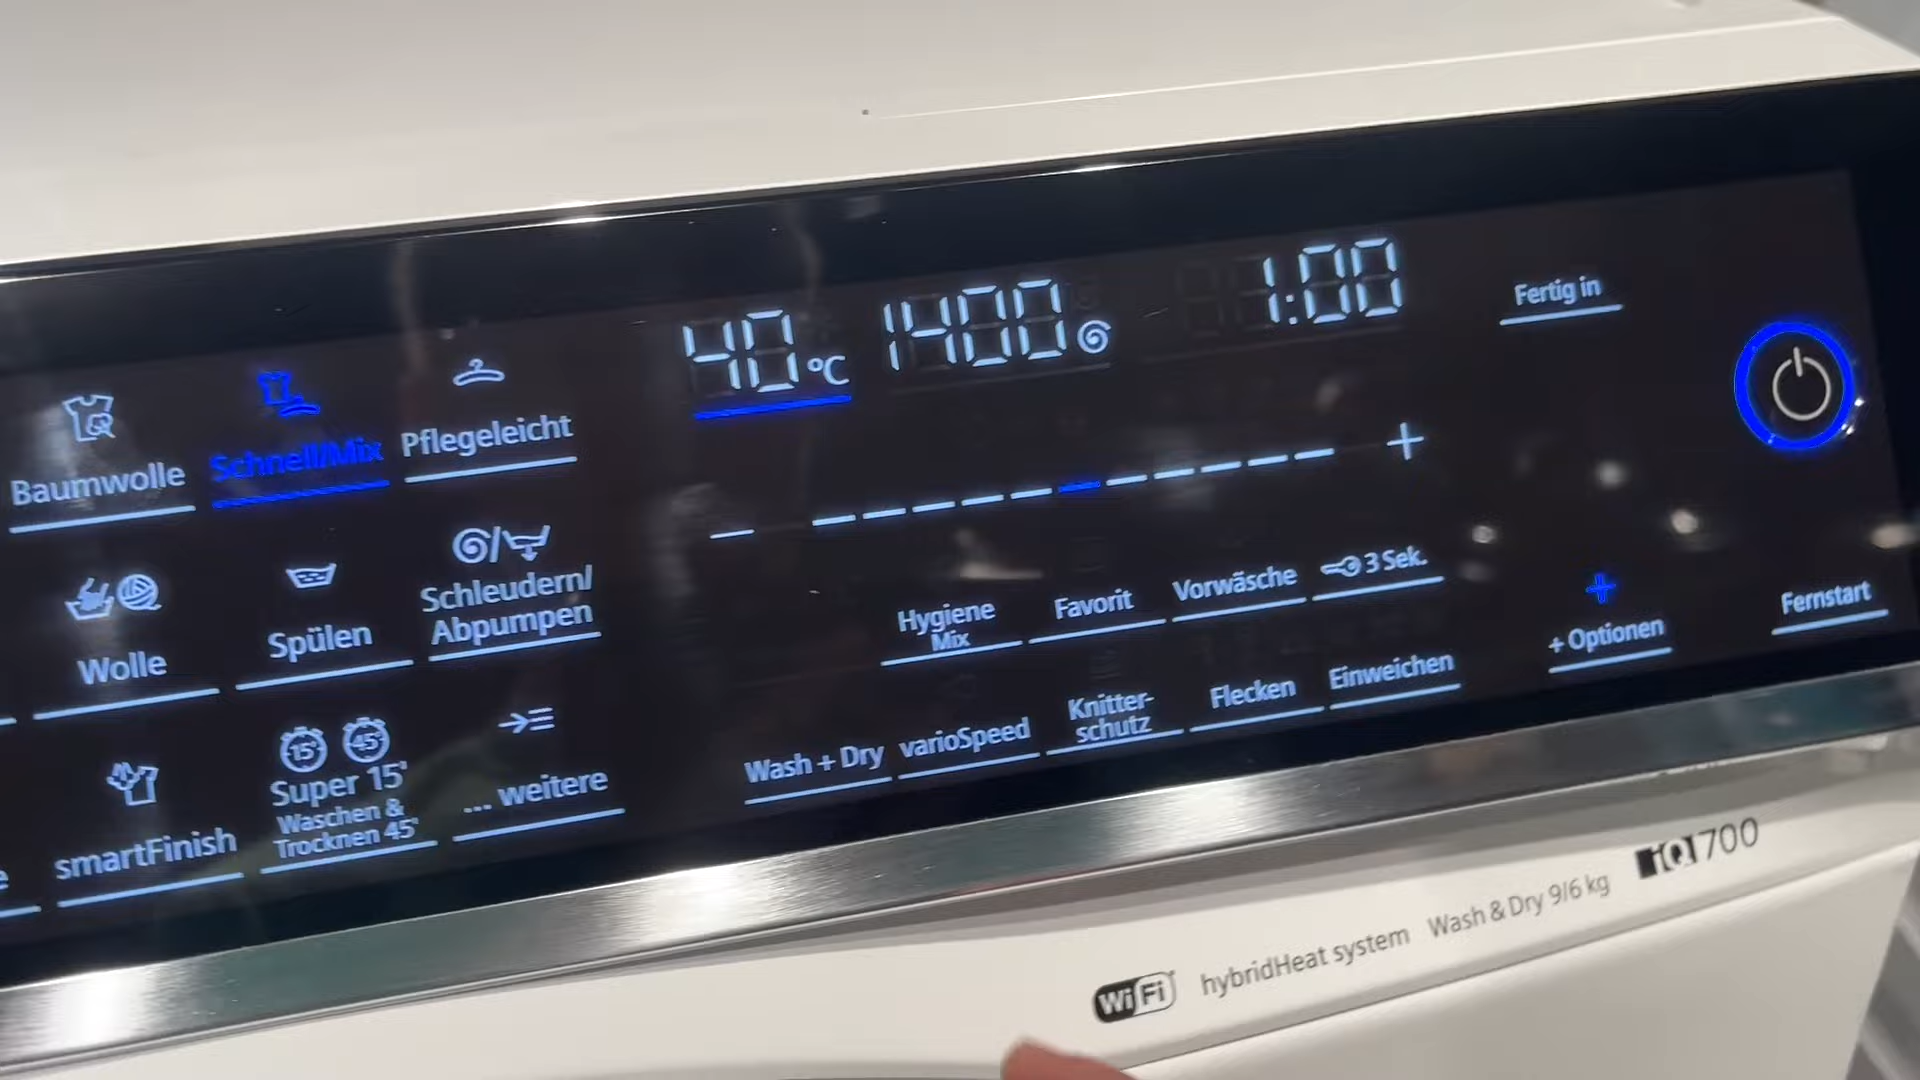 40 °C 1400 1:00
Fertig in
Baumwolle
Schnell/Mix
Pflegeleicht
- +
Wolle
Spülen
Schleudern/
Abpumpen
Hygiene
Mix
Favorit
Vorwäsche
3 Sek.
+ Optionen
Fernstart
smartFinish
15' 45'
Super 15'
Waschen &
Trocknen 45'
... weitere
Wash + Dry
varioSpeed
Knitter-
schutz
Flecken
Einweichen
WiFi hybridHeat system Wash & Dry 9/6 kg iQ700